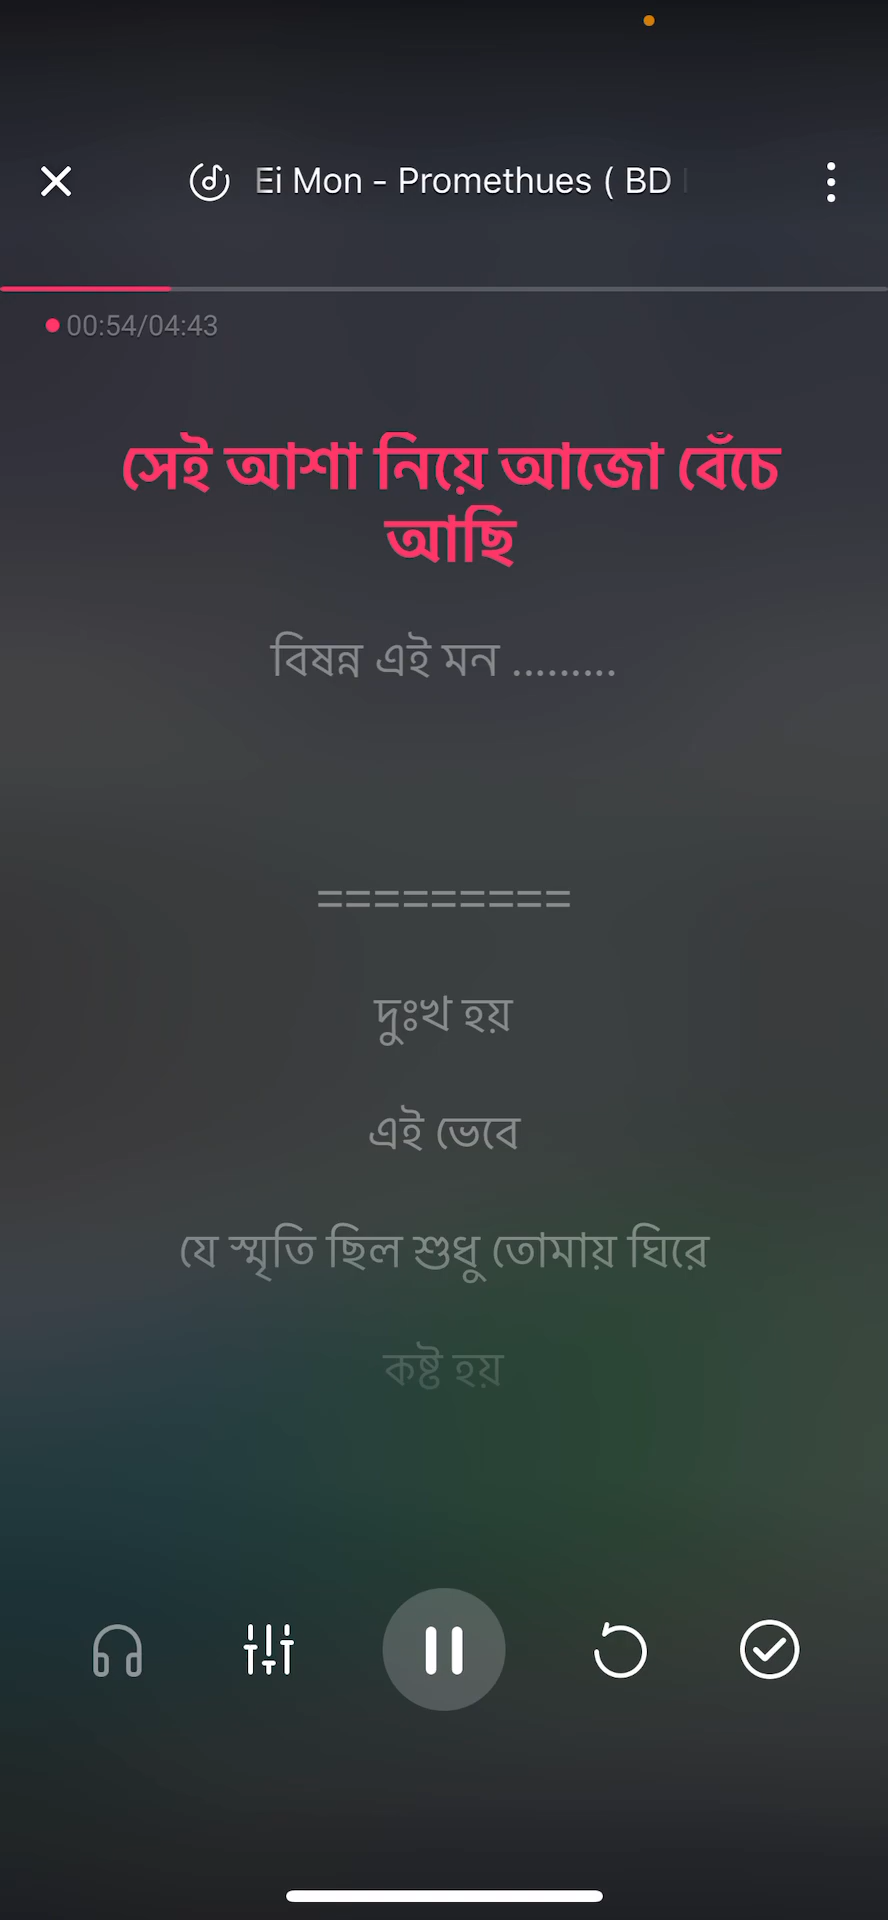 Ei Mon - Promethues ( BD
00:54/04:43
সেই আশা নিয়ে আজো বেঁচে
আছি
বিষন্ন এই মন .........
=========
দুঃখ হয়
এই ভেবে
যে স্মৃতি ছিল শুধু তোমায় ঘিরে
কষ্ট হয়